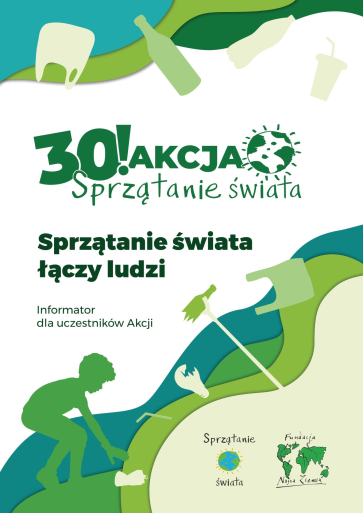 30! AKCJA
Sprzątanie świata
Sprzątanie świata
łączy ludzi
Informator
dla uczestników Akcji
Sprzątanie
świata
Fundacja
Nasza Ziemia